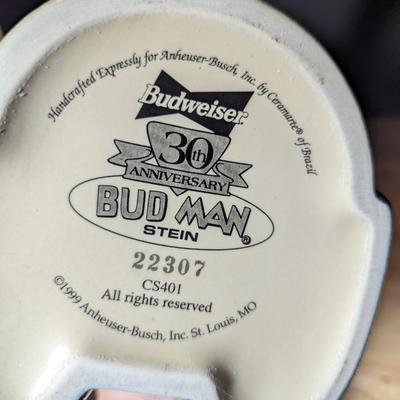 Handcrafted Expressly for Anheuser-Busch, Inc. by Ceramarte® of Brazil
Budweiser
30th
ANNIVERSARY
BUD MAN®
STEIN
22307
CS401
All rights reserved
©1999 Anheuser-Busch, Inc. St. Louis, MO